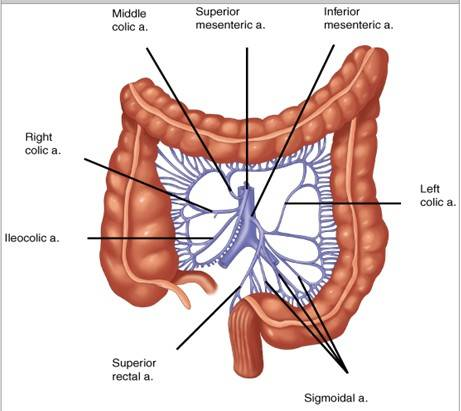 Middle
colic a.
Superior
mesenteric a.
Inferior
mesenteric a.
Right
colic a.
Left
colic a.
Ileocolic a.
Superior
rectal a.
Sigmoidal a.